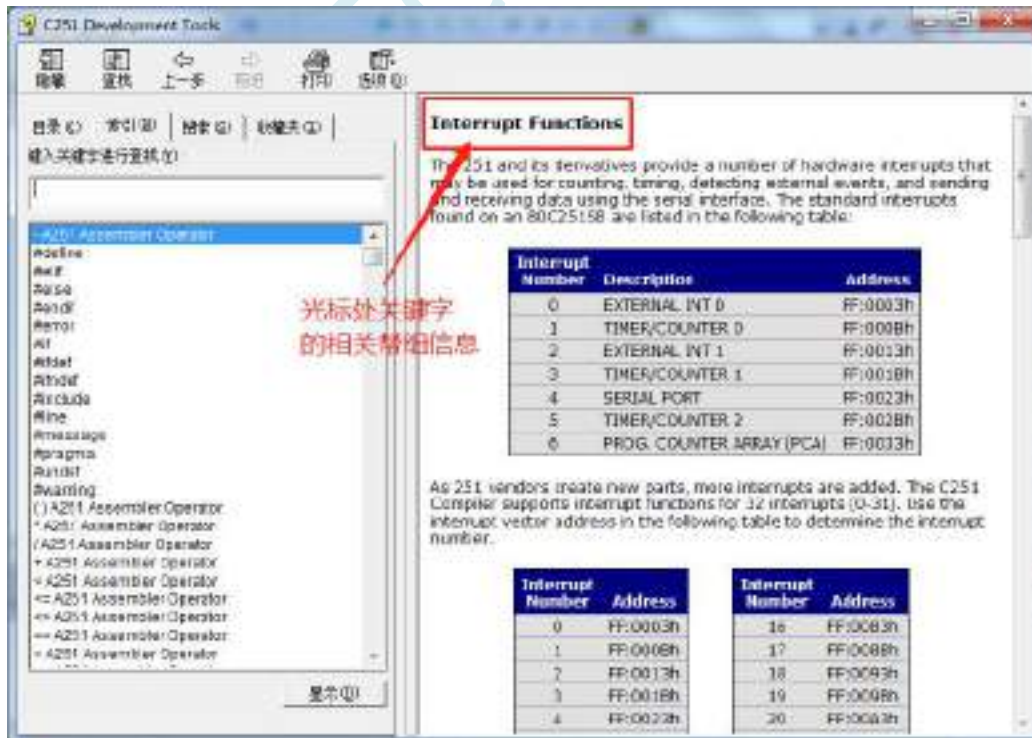 C251 Development Tools
隐藏 查找 上一步 前进 打印 选项(O)
目录(C) 索引(N) 搜索(S) 收藏夹(I)
键入关键字进行查找(W)
- A251 Assembler Operator
#define
#elif
#else
#endif
#error
#if
#ifdef
#ifndef
#include
#line
#message
#pragma
#undef
#warning
() A251 Assembler Operator
* A251 Assembler Operator
/ A251 Assembler Operator
+ A251 Assembler Operator
< A251 Assembler Operator
<= A251 Assembler Operator
<= A251 Assembler Operator
== A251 Assembler Operator
A251 Assembler Operator
显示(D)
Interrupt Functions
The 251 and its derivatives provide a number of hardware interrupts that
may be used for counting, timing, detecting external events, and sending
and receiving data using the serial interface. The standard interrupts
found on an 80C251SB are listed in the following table:
Interrupt Number Description Address
0 EXTERNAL INT 0 FF:0003h
1 TIMER/COUNTER 0 FF:000Bh
2 EXTERNAL INT 1 FF:0013h
3 TIMER/COUNTER 1 FF:001Bh
4 SERIAL PORT FF:0023h
5 TIMER/COUNTER 2 FF:002Bh
6 PROG. COUNTER ARRAY (PCA) FF:0033h
光标处关键字
的相关帮细信息
As 251 vendors create new parts, more interrupts are added. The C251
Compiler supports interrupt functions for 32 interrupts (0-31). Use the
interrupt vector address in the following table to determine the interrupt
number.
Interrupt Number Address Interrupt Number Address
0 FF:0003h 16 FF:0083h
1 FF:000Bh 17 FF:008Bh
2 FF:0013h 18 FF:0093h
3 FF:001Bh 19 FF:009Bh
4 FF:0023h 20 FF:00A3h